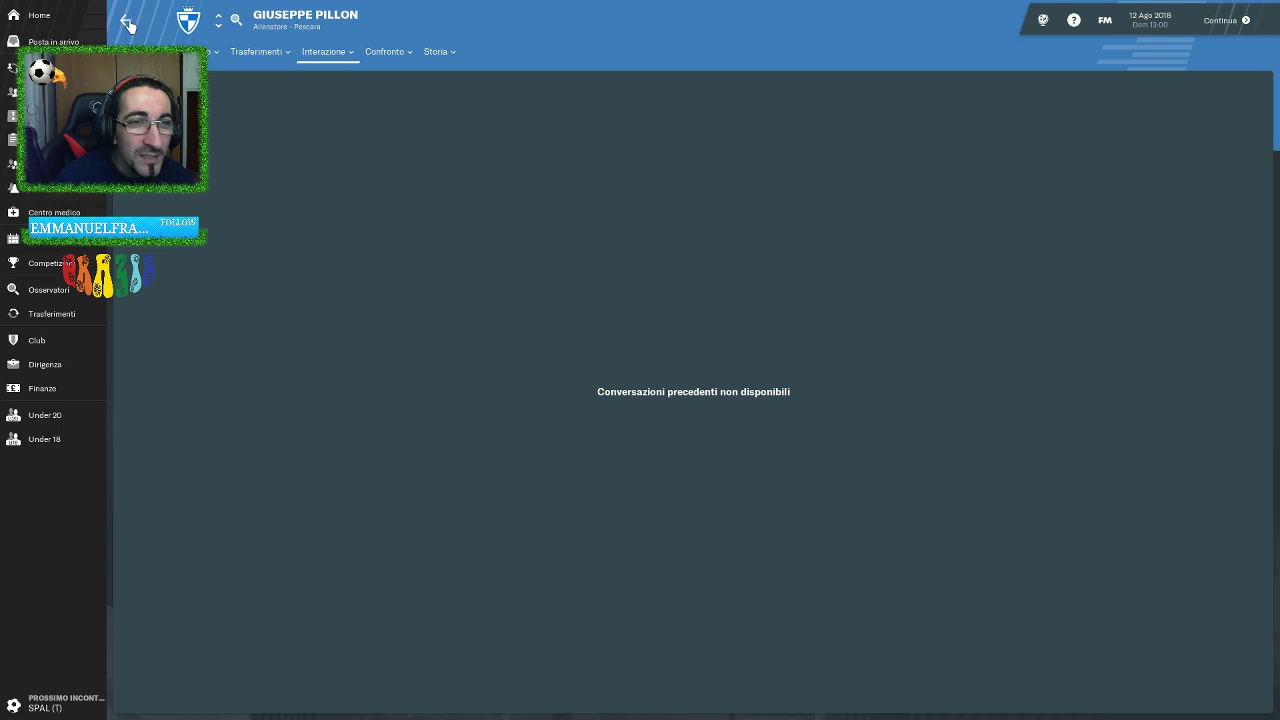 Home
GIUSEPPE PILLON
Allenatore - Pescara
12 Ago 2018
Dom 13:00
FM
Continua
Posta in arrivo
Trasferimenti
Interazione
Confronto
Storia
Centro medico
EMMANUELFRA...
FOLLOW
Osservatori
Trasferimenti
Club
Dirigenza
Finanze
Under 20
Under 18
Conversazioni precedenti non disponibili
PROSSIMO INCONT...
SPAL (T)